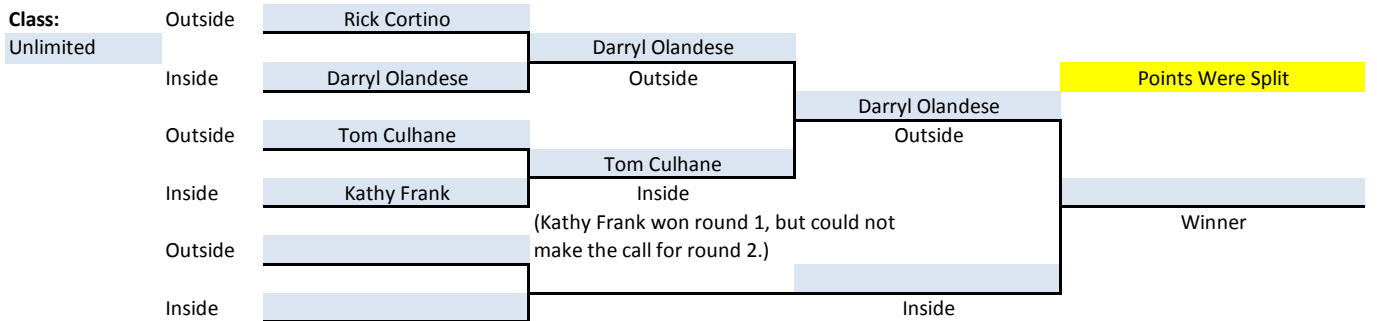 Class: Outside Rick Cortino
Unlimited Darryl Olandese
Inside Darryl Olandese Outside Points Were Split
Darryl Olandese
Outside Tom Culhane Outside
Tom Culhane
Inside Kathy Frank Inside
(Kathy Frank won round 1, but could not Winner
Outside make the call for round 2.)
Inside Inside